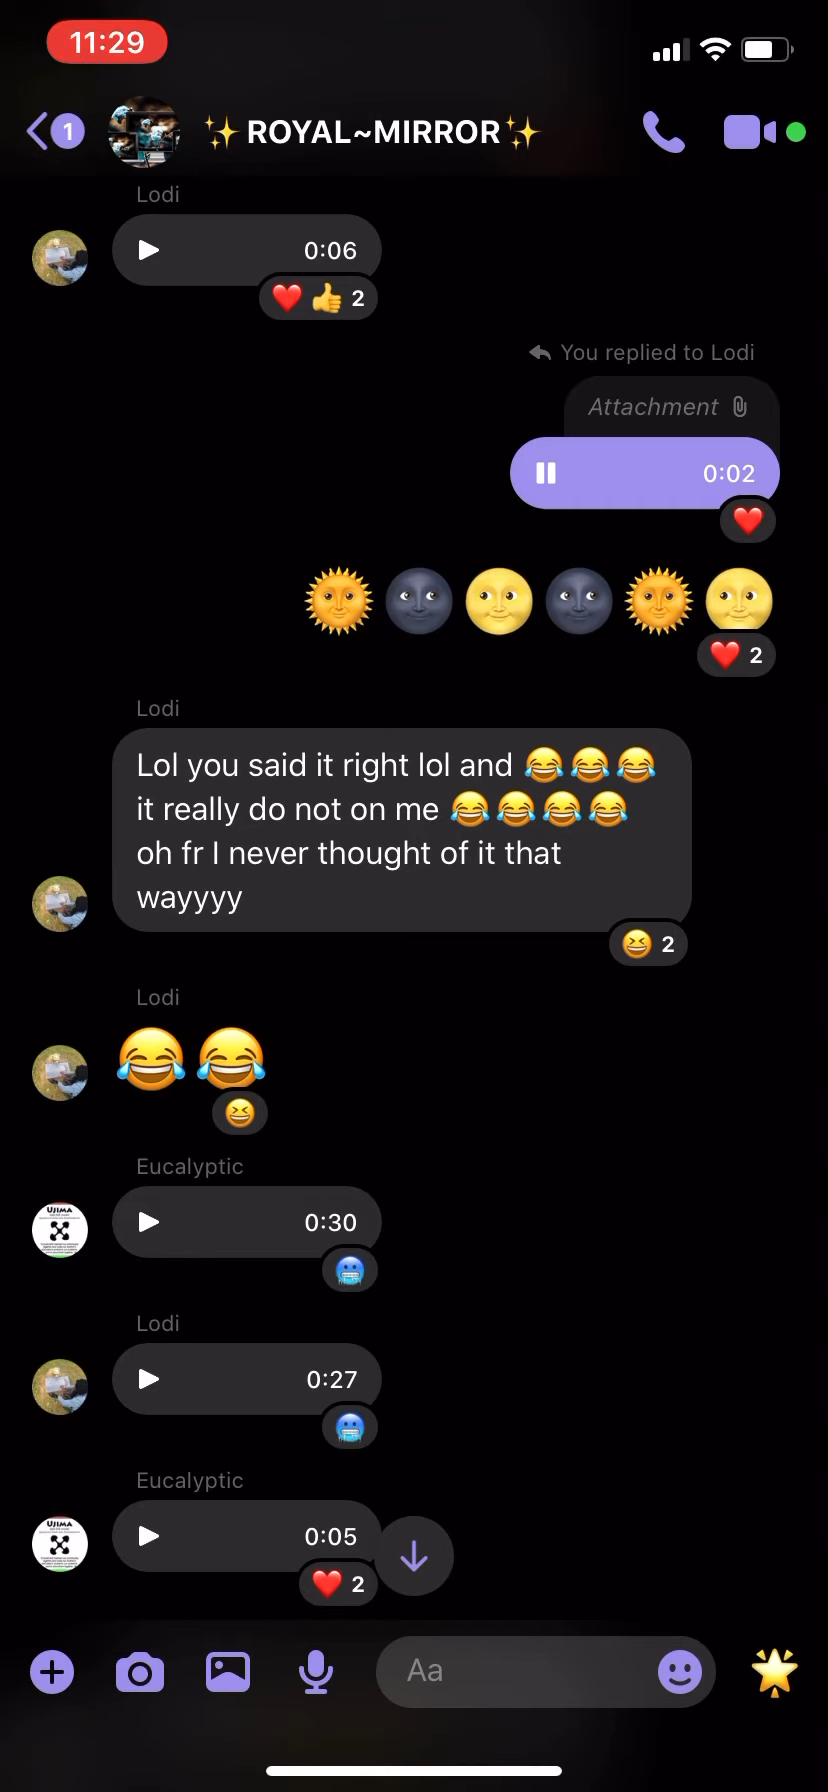 11:29
1
✨ROYAL~MIRROR✨
Lodi
0:06
❤️👍 2
You replied to Lodi
Attachment
0:02
❤️
🌞🌚🌝🌚🌞🌝
❤️ 2
Lodi
Lol you said it right lol and 😂😂😂
it really do not on me 😂😂😂😂
oh fr I never thought of it that
wayyyy
😆 2
Lodi
😂😂
😆
Eucalyptic
UJIMA
0:30
🥶
Lodi
0:27
🥶
Eucalyptic
UJIMA
0:05
❤️ 2
Aa